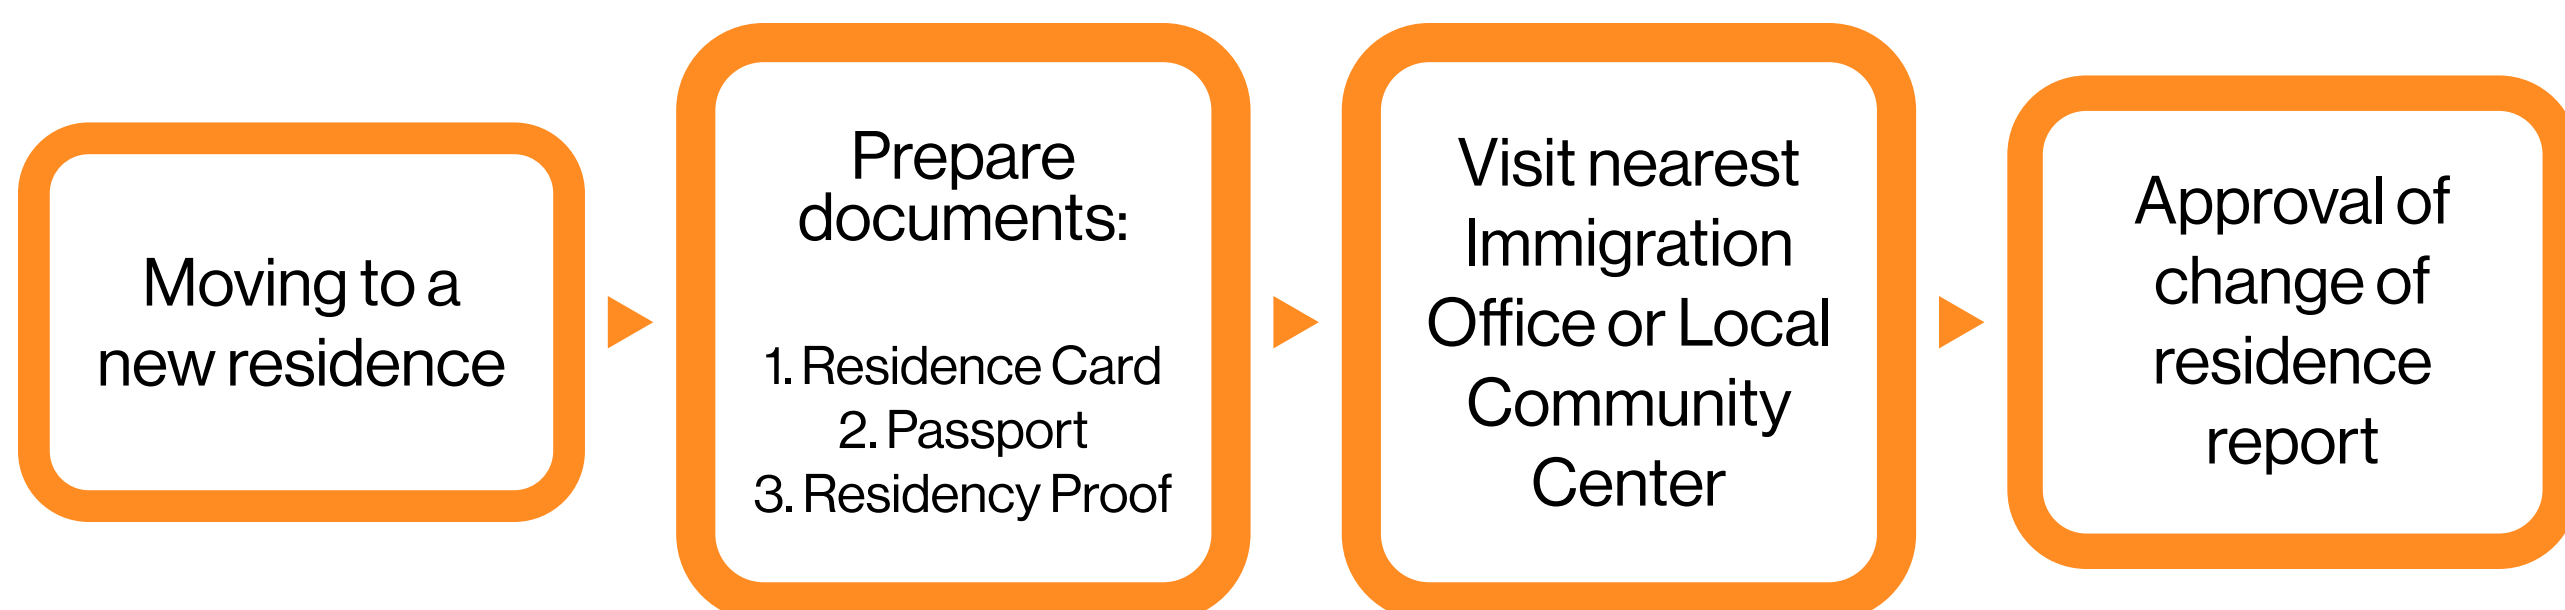 Moving to a
new residence
Prepare
documents:
1. Residence Card
2. Passport
3. Residency Proof
Visit nearest
Immigration
Office or Local
Community
Center
Approval of
change of
residence
report